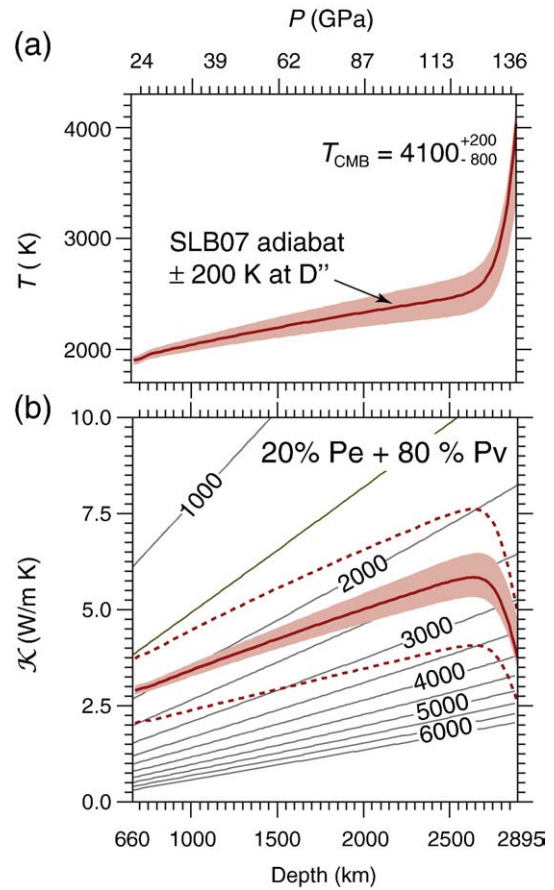 (a)
P (GPa)
24 39 62 87 113 136
4000
3000
2000
T ( K)
T_CMB = 4100 +200
- 800
SLB07 adiabat
± 200 K at D”
(b)
10.0
7.5
5.0
2.5
0.0
𝒦 (W/m K)
20% Pe + 80 % Pv
1000
2000
3000
4000
5000
6000
660 1000 1500 2000 2500 2895
Depth (km)